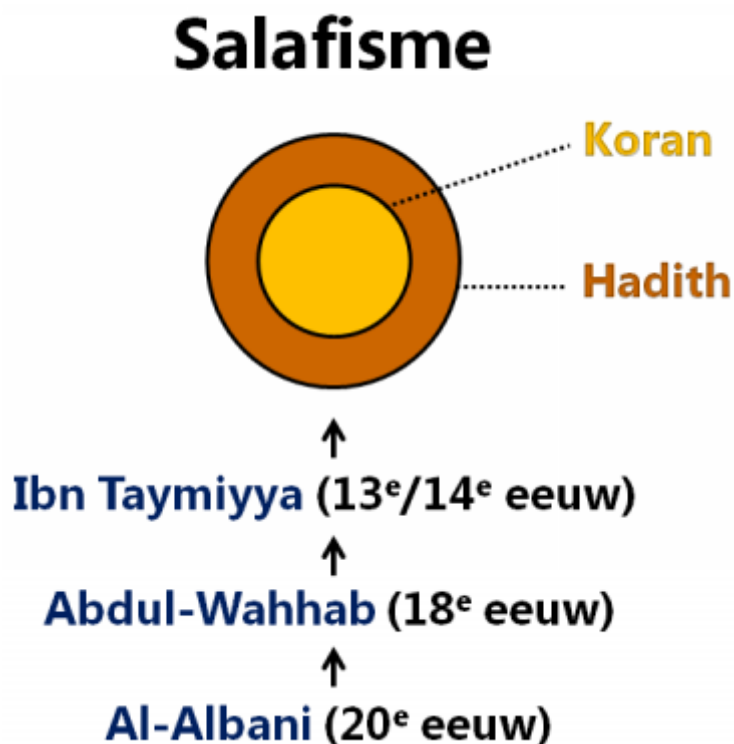 Salafisme
Koran
Hadith
Ibn Taymiyya (13ᵉ/14ᵉ eeuw)
Abdul-Wahhab (18ᵉ eeuw)
Al-Albani (20ᵉ eeuw)